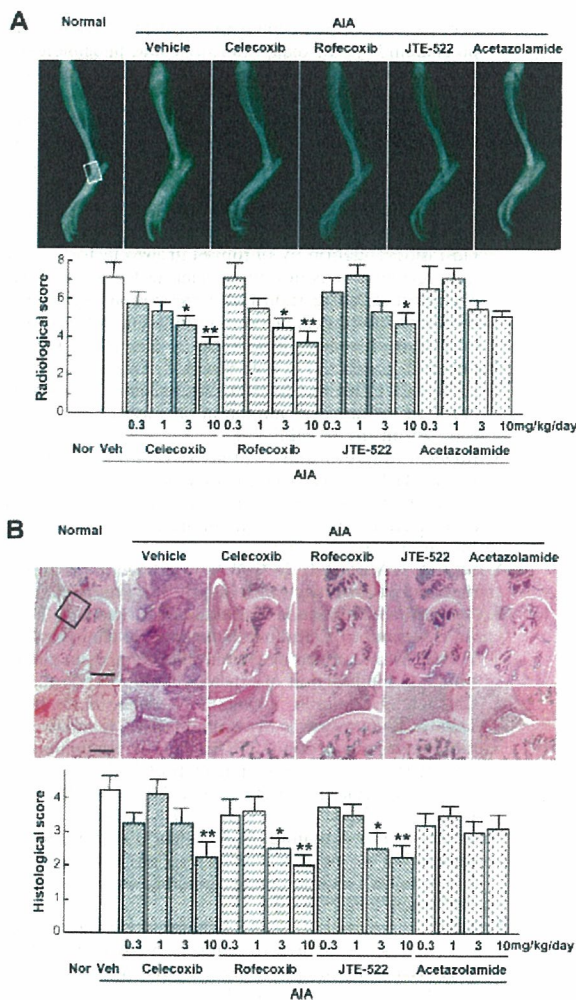 A
Normal
AIA
Vehicle Celecoxib Rofecoxib JTE-522 Acetazolamide
Radiological score
8
6
4
2
0
* ** * ** *
0.3 1 3 10 0.3 1 3 10 0.3 1 3 10 0.3 1 3 10mg/kg/day
Nor Veh Celecoxib Rofecoxib JTE-522 Acetazolamide
AIA
B
Normal
AIA
Vehicle Celecoxib Rofecoxib JTE-522 Acetazolamide
Histological score
4
3
2
1
0
** * ** * **
0.3 1 3 10 0.3 1 3 10 0.3 1 3 10 0.3 1 3 10mg/kg/day
Nor Veh Celecoxib Rofecoxib JTE-522 Acetazolamide
AIA